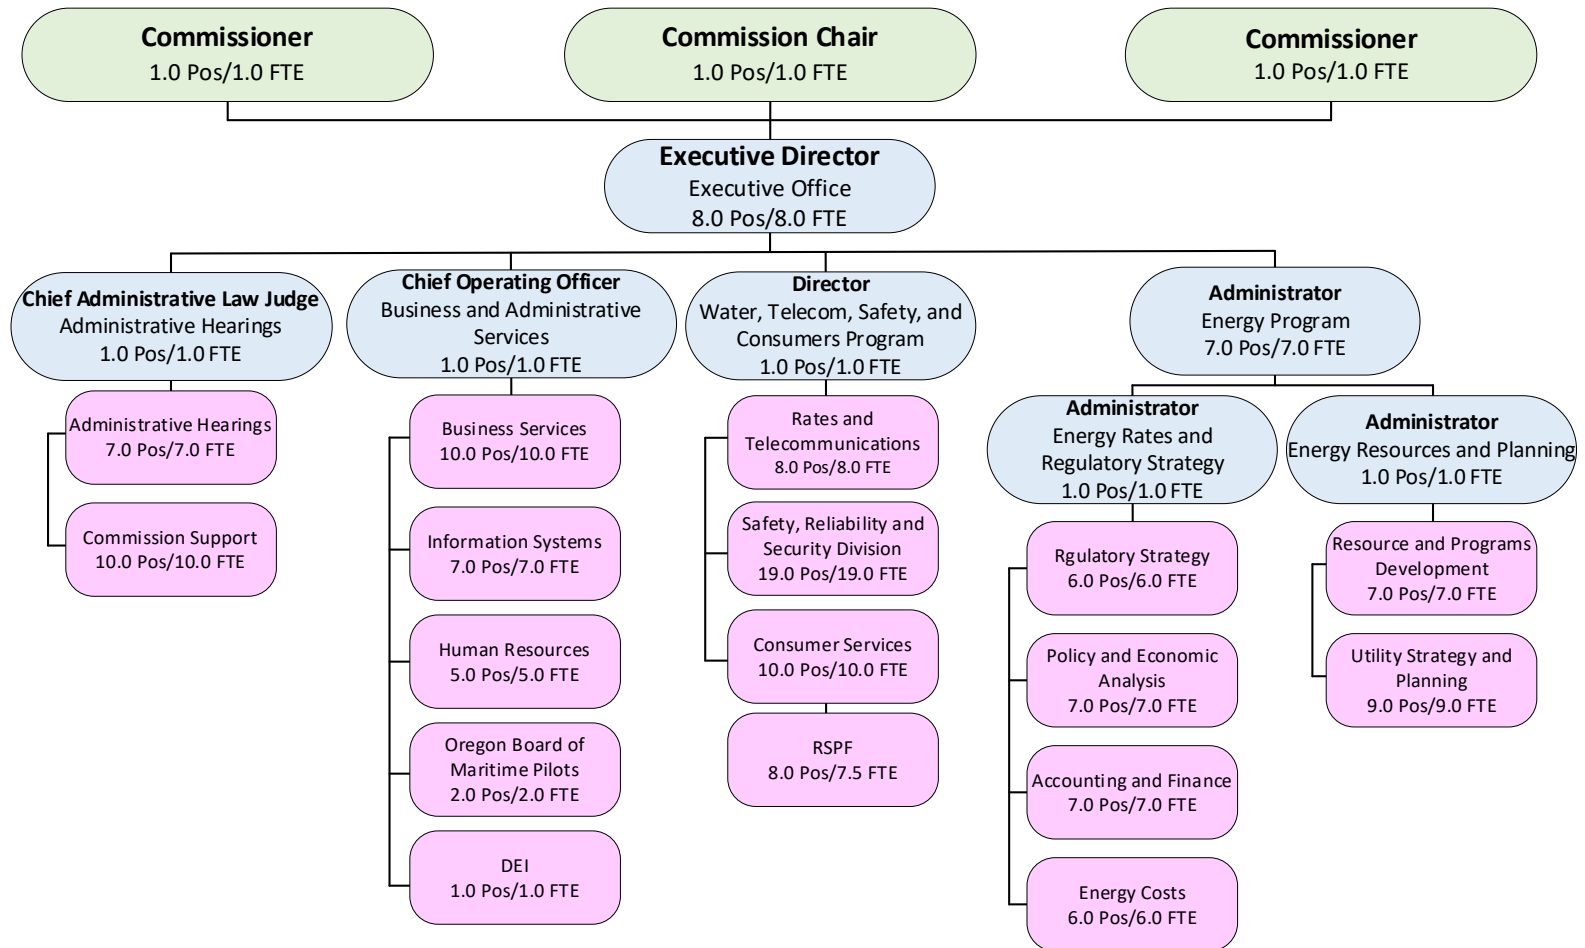 Commissioner
1.0 Pos/1.0 FTE
Commission Chair
1.0 Pos/1.0 FTE
Commissioner
1.0 Pos/1.0 FTE
Executive Director
Executive Office
8.0 Pos/8.0 FTE
Chief Administrative Law Judge
Administrative Hearings
1.0 Pos/1.0 FTE
Chief Operating Officer
Business and Administrative
Services
1.0 Pos/1.0 FTE
Director
Water, Telecom, Safety, and
Consumers Program
1.0 Pos/1.0 FTE
Administrator
Energy Program
7.0 Pos/7.0 FTE
Administrative Hearings
7.0 Pos/7.0 FTE
Commission Support
10.0 Pos/10.0 FTE
Business Services
10.0 Pos/10.0 FTE
Information Systems
7.0 Pos/7.0 FTE
Human Resources
5.0 Pos/5.0 FTE
Oregon Board of
Maritime Pilots
2.0 Pos/2.0 FTE
DEI
1.0 Pos/1.0 FTE
Rates and
Telecommunications
8.0 Pos/8.0 FTE
Safety, Reliability and
Security Division
19.0 Pos/19.0 FTE
Consumer Services
10.0 Pos/10.0 FTE
RSPF
8.0 Pos/7.5 FTE
Administrator
Energy Rates and
Regulatory Strategy
1.0 Pos/1.0 FTE
Rgulatory Strategy
6.0 Pos/6.0 FTE
Policy and Economic
Analysis
7.0 Pos/7.0 FTE
Accounting and Finance
7.0 Pos/7.0 FTE
Energy Costs
6.0 Pos/6.0 FTE
Administrator
Energy Resources and Planning
1.0 Pos/1.0 FTE
Resource and Programs
Development
7.0 Pos/7.0 FTE
Utility Strategy and
Planning
9.0 Pos/9.0 FTE